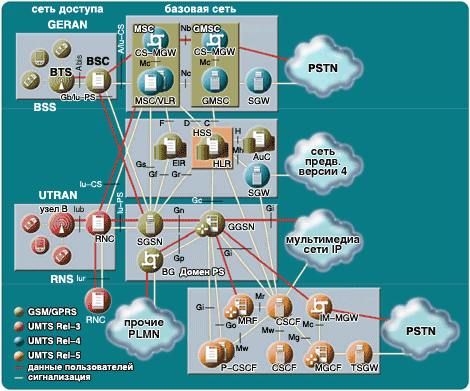 сеть доступа
базовая сеть
GERAN
A/Iu-CS
MSC
Nb
GMSC
BTS
Abis
BSC
CS-MGW
CS-MGW
PSTN
Mc
Mc
Nc
BSS
Gb/Iu-PS
MSC/VLR
GMSC
SGW
F
D
C
HSS
H
EIR
HLR
Mh
AuC
сеть
предв.
версии 4
Gs
Gf
Gr
SGW
Iu-CS
UTRAN
Iu-PS
Gc
узел B
Iub
RNC
Gn
SGSN
GGSN
Gi
мультимедиа
сети IP
Gp
Gi
BG
Домен PS
RNS
Iur
RNC
прочие
PLMN
Gi
Mr
MRF
CSCF
IM-MGW
Go
Mw
Mc
Mw
Mg
P-CSCF
CSCF
MGCF
TSGW
PSTN
GSM/GPRS
UMTS Rel-3
UMTS Rel-4
UMTS Rel-5
данные пользователей
сигнализация